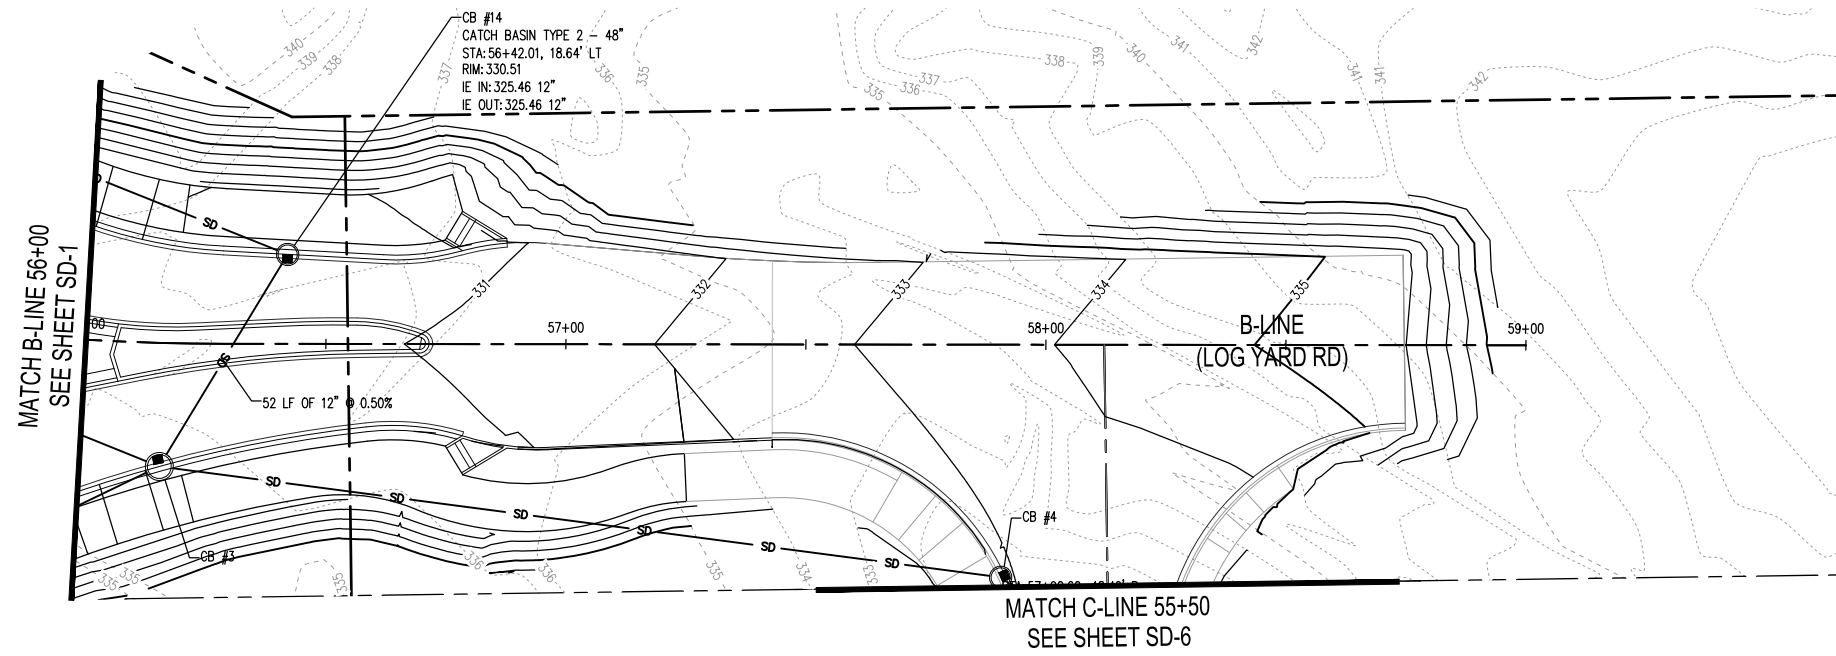 CB #14
CATCH BASIN TYPE 2 - 48"
STA: 56+42.01, 18.64' LT
RIM: 330.51
IE IN: 325.46 12"
IE OUT: 325.46 12"
340
339
338
337
336
335
335
337
336
338
339
340
341
342
341
341
342
MATCH B-LINE 56+00
SEE SHEET SD-1
SD
SD
331
332
333
334
335
57+00
58+00
59+00
B-LINE
(LOG YARD RD)
52 LF OF 12" @ 0.50%
SD
SD
SD
SD
SD
SD
CB #3
CB #4
335
335
335
336
336
335
334
333
MATCH C-LINE 55+50
SEE SHEET SD-6